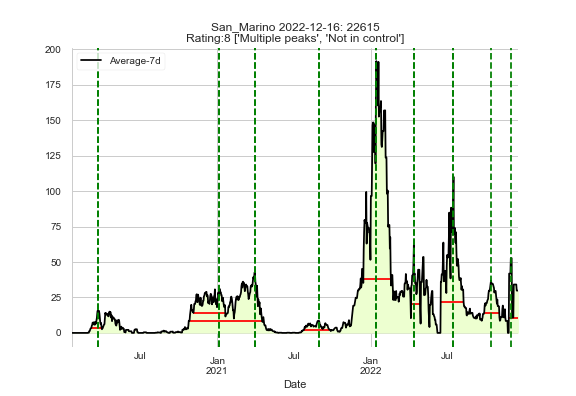 San_Marino 2022-12-16: 22615
Rating:8 ['Multiple peaks', 'Not in control']
200
175
150
125
100
75
50
25
0
Average-7d
Jul
Jan
2021
Jul
Jan
2022
Jul
Date